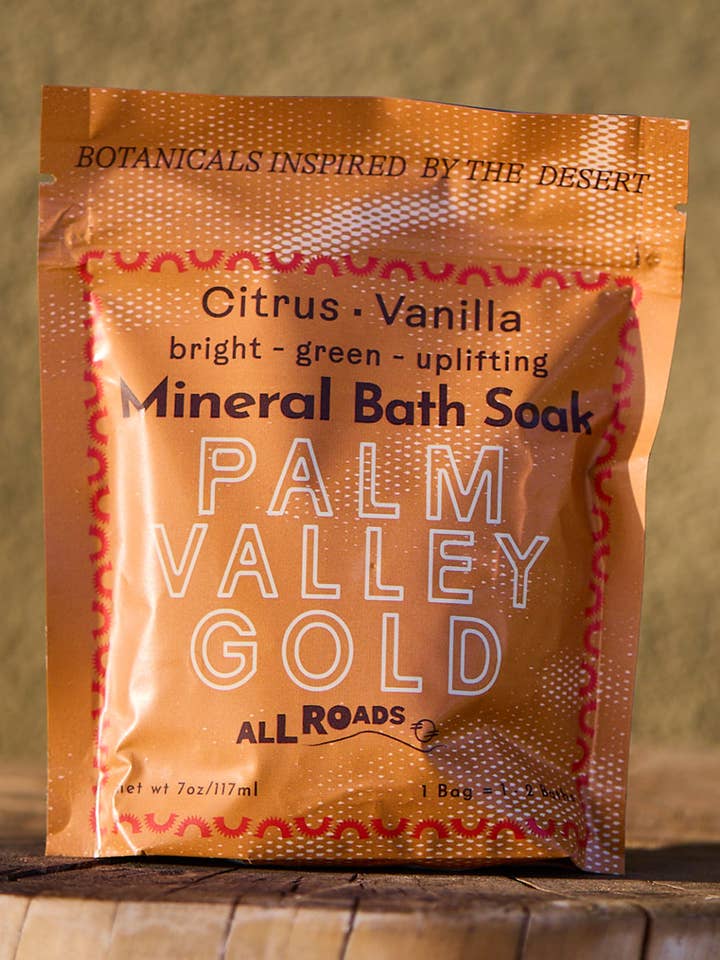 BOTANICALS INSPIRED BY THE DESERT
Citrus · Vanilla
bright - green - uplifting
Mineral Bath Soak
PALM
VALLEY
GOLD
ALL ROADS
net wt 7oz/117ml
1 Bag = 1 - 2 Baths